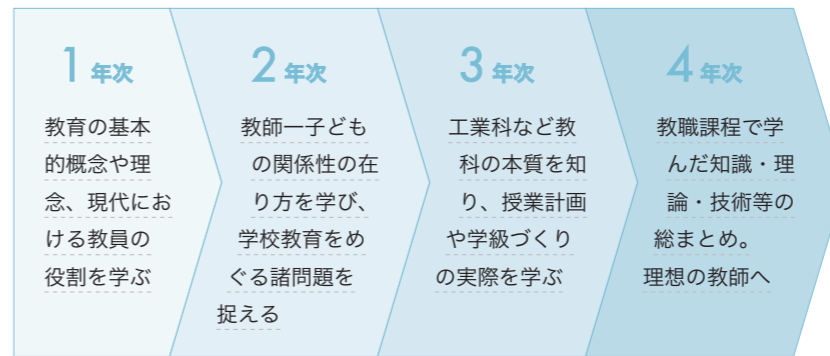 1年次
教育の基本
的概念や理
念、現代にお
ける教員の
役割を学ぶ
2年次
教師ー子ども
の関係性の在
り方を学び、
学校教育をめ
ぐる諸問題を
捉える
3年次
工業科など教
科の本質を知
り、授業計画
や学級づくり
の実際を学ぶ
4年次
教職課程で学
んだ知識・理
論・技術等の
総まとめ。
理想の教師へ